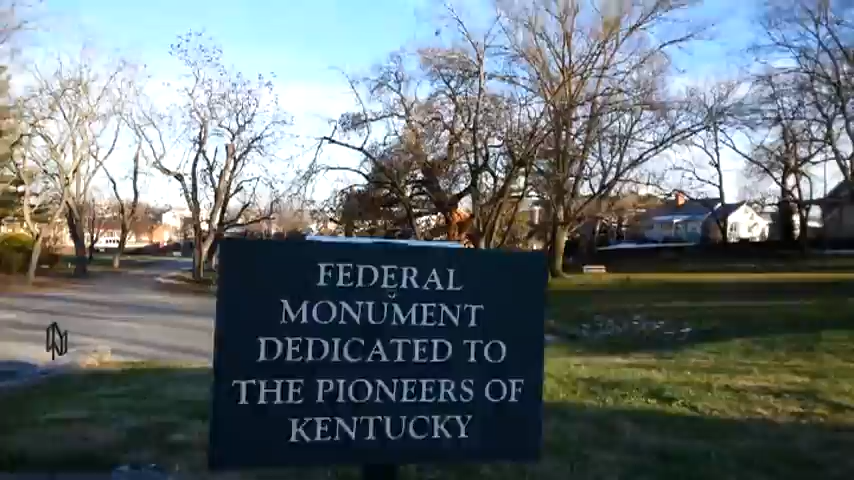 FEDERAL
MONUMENT
DEDICATED TO
THE PIONEERS OF
KENTUCKY